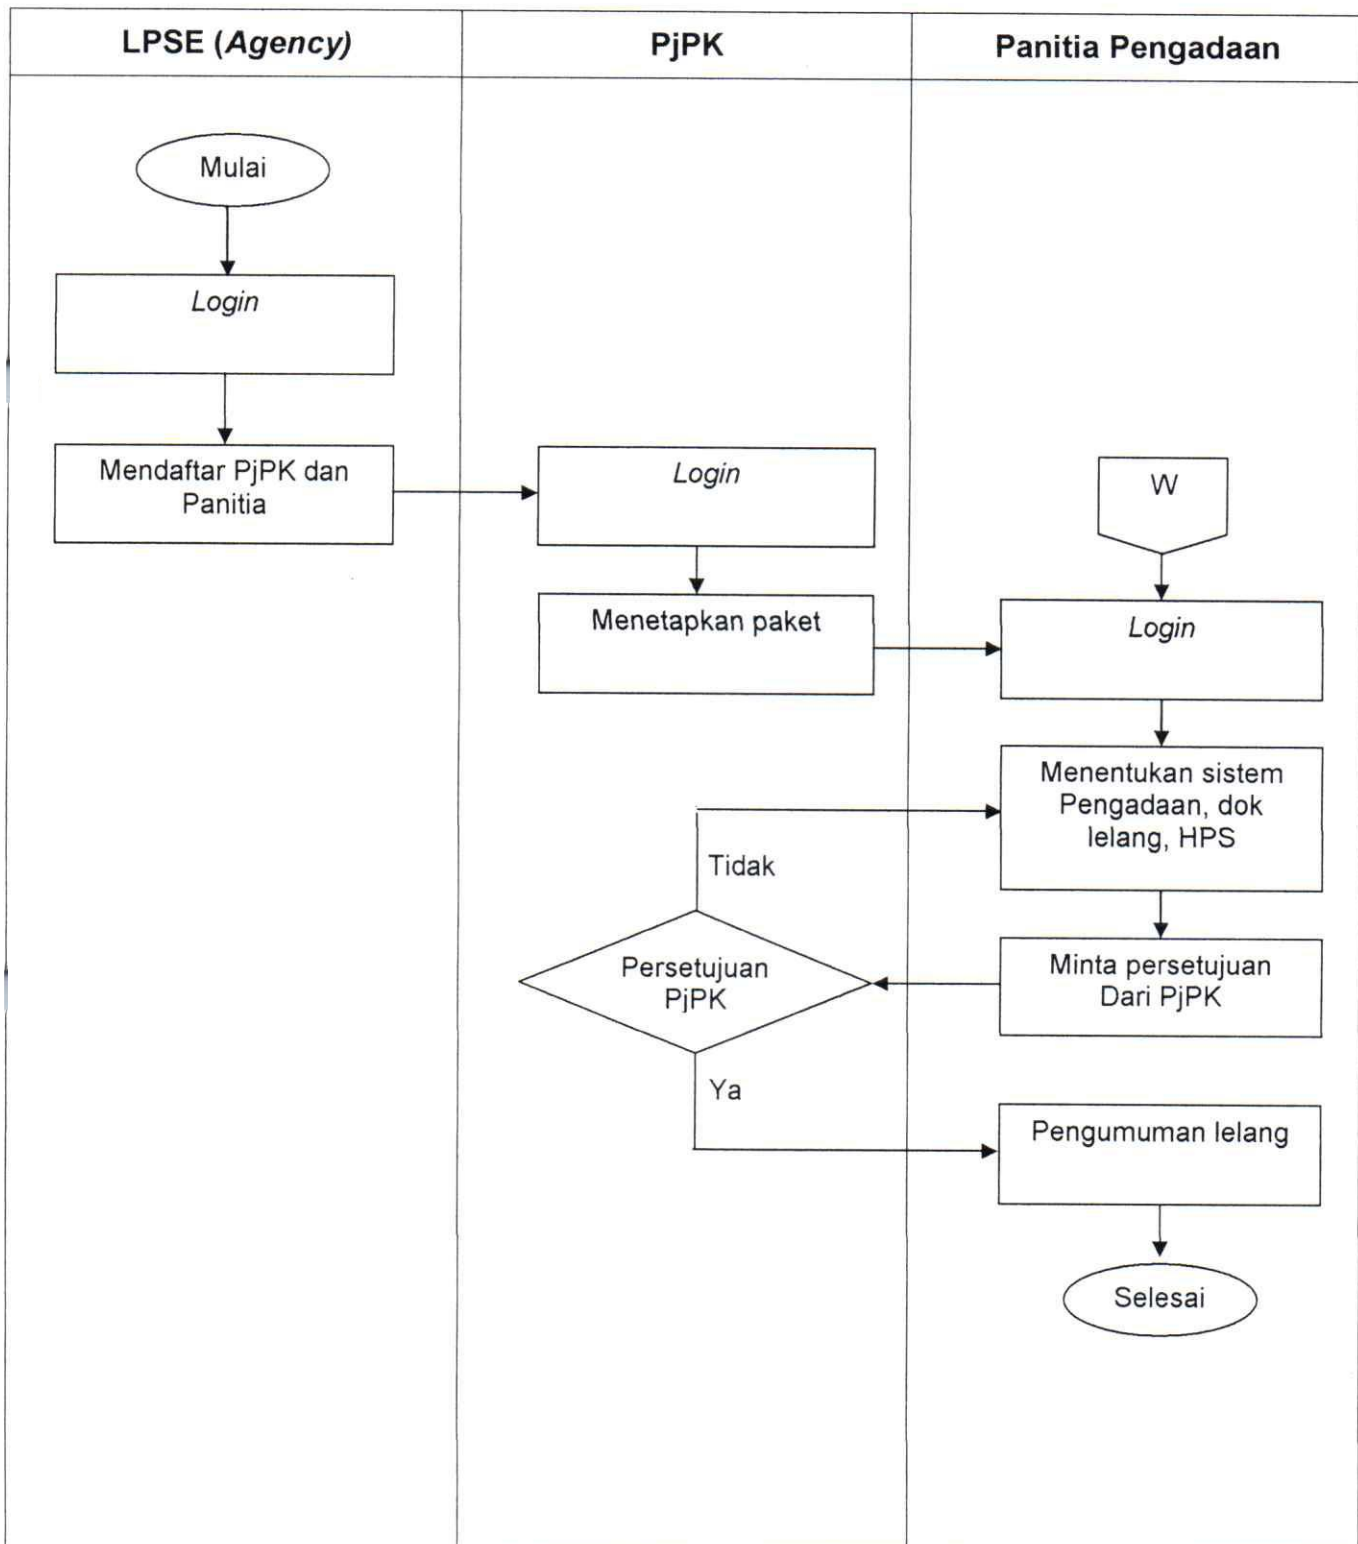 LPSE (Agency)
PjPK
Panitia Pengadaan
Mulai
Login
Mendaftar PjPK dan
Panitia
Login
Menetapkan paket
W
Login
Menentukan sistem
Pengadaan, dok
lelang, HPS
Tidak
Persetujuan
PjPK
Minta persetujuan
Dari PjPK
Ya
Pengumuman lelang
Selesai